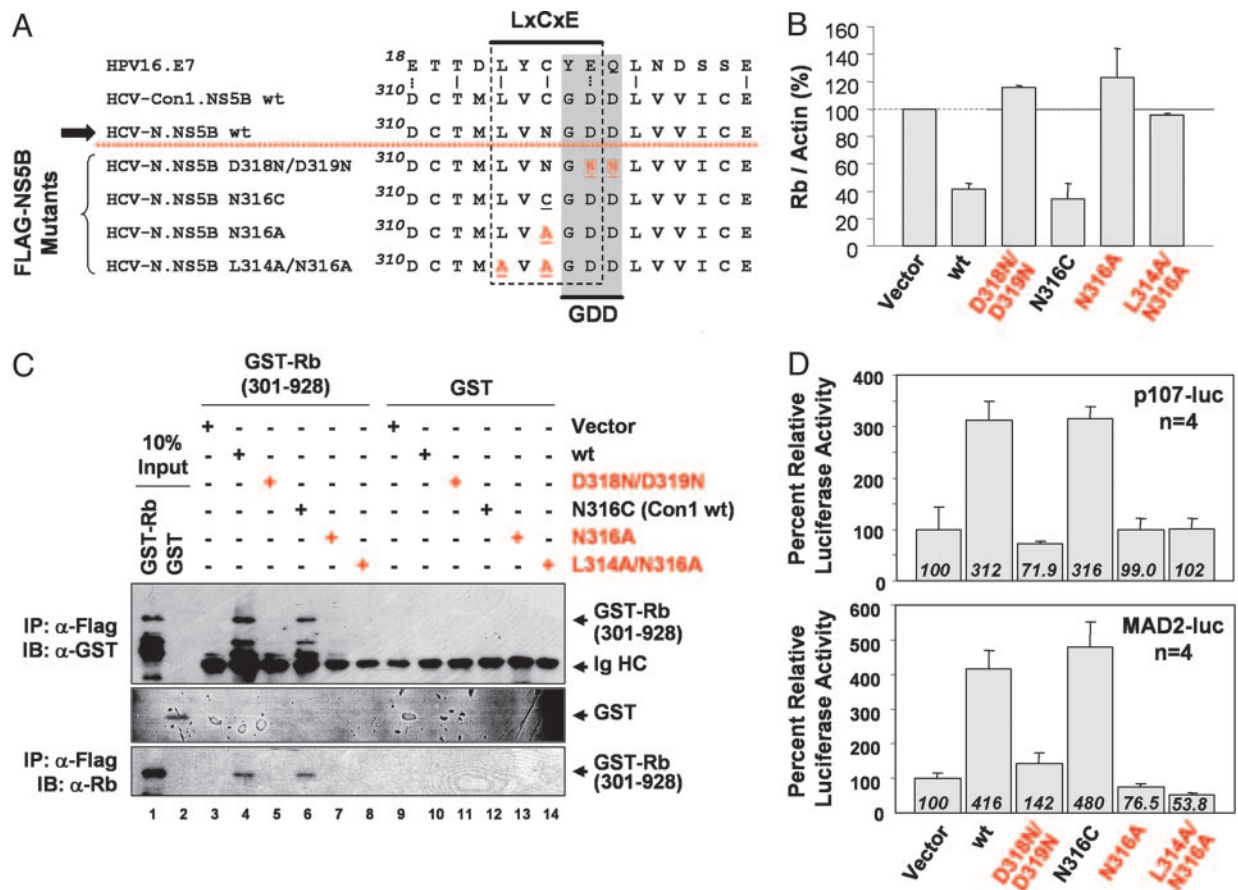 A
LxCxE
HPV16.E7 18 E T T D L Y C Y E Q L N D S S E
HCV-Con1.NS5B wt 310 D C T M L V C G D D L V V I C E
HCV-N.NS5B wt 310 D C T M L V N G D D L V V I C E
FLAG-NS5B Mutants
HCV-N.NS5B D318N/D319N 310 D C T M L V N G N N L V V I C E
HCV-N.NS5B N316C 310 D C T M L V C G D D L V V I C E
HCV-N.NS5B N316A 310 D C T M L V A G D D L V V I C E
HCV-N.NS5B L314A/N316A 310 D C T M A V A G D D L V V I C E
GDD
B
Rb / Actin (%)
160
140
120
100
80
60
40
20
0
Vector
wt
D318N/
D319N
N316C
N316A
L314A/
N316A
C
GST-Rb
(301-928)
GST
10%
Input
GST-Rb
GST
+ - - - - - + - - - - - Vector
- + - - - - - + - - - - wt
- - + - - - - - + - - - D318N/D319N
- - - + - - - - - + - - N316C (Con1 wt)
- - - - + - - - - - + - N316A
- - - - - + - - - - - + L314A/N316A
IP: α-Flag
IB: α-GST
GST-Rb
(301-928)
Ig HC
GST
IP: α-Flag
IB: α-Rb
GST-Rb
(301-928)
1 2 3 4 5 6 7 8 9 10 11 12 13 14
D
Percent Relative
Luciferase Activity
400
300
200
100
0
p107-luc
n=4
100 312 71.9 316 99.0 102
Percent Relative
Luciferase Activity
600
500
400
300
200
100
0
MAD2-luc
n=4
100 416 142 480 76.5 53.8
Vector
wt
D318N/
D319N
N316C
N316A
L314A/
N316A